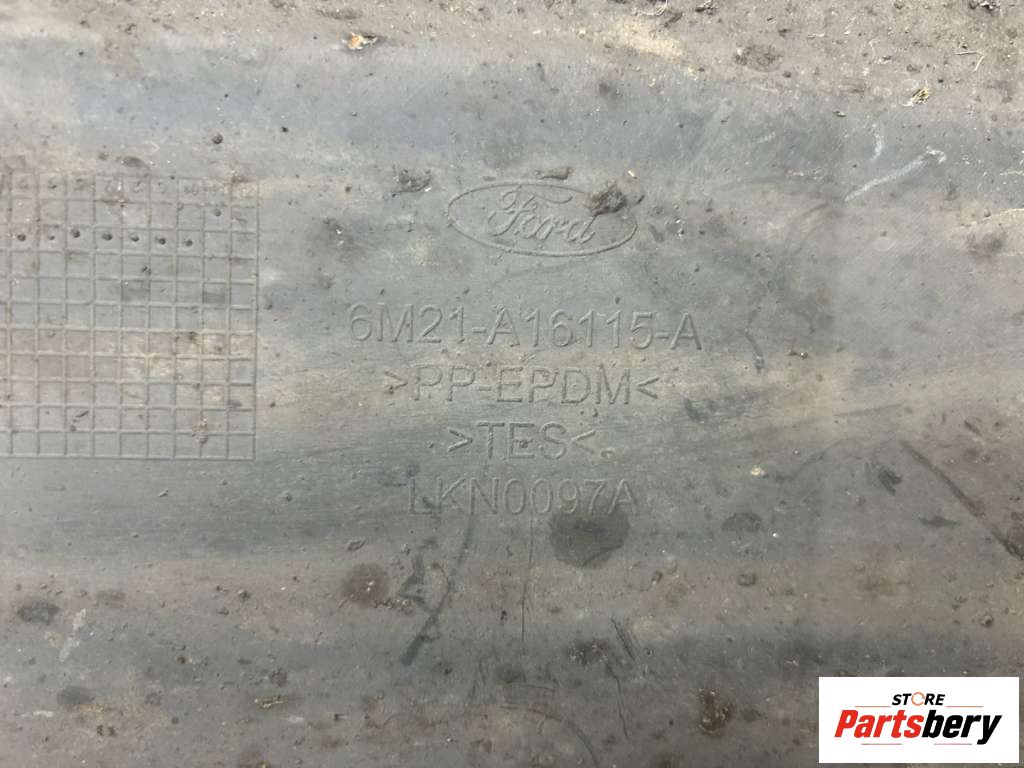 Ford
6M21-A16115-A
>PP-EPDM<
>TES<
LKN0097A
STORE
Partsbery